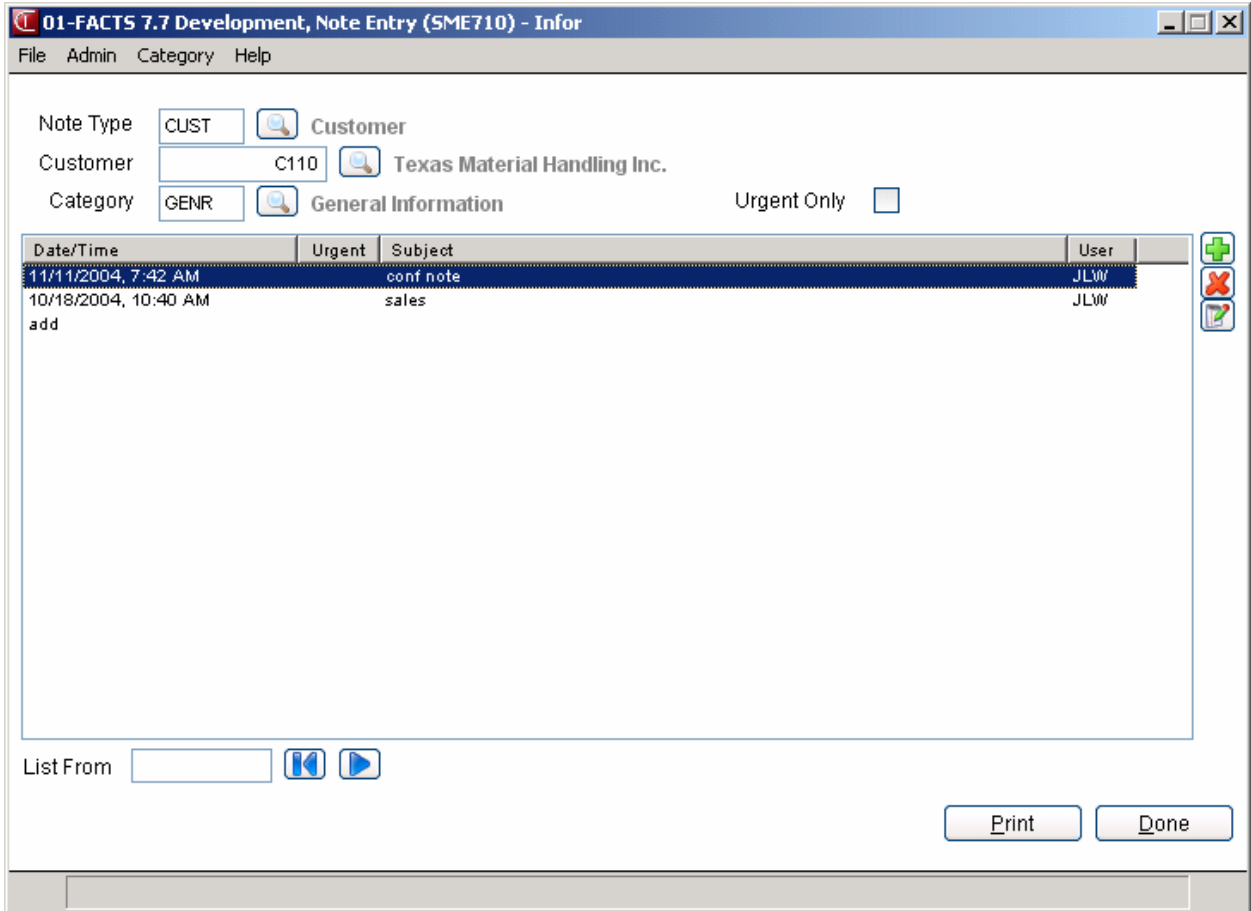 01-FACTS 7.7 Development, Note Entry (SME710) - Infor
File Admin Category Help
Note Type CUST Customer
Customer C110 Texas Material Handling Inc.
Category GENR General Information Urgent Only
Date/Time Urgent Subject User
11/11/2004, 7:42 AM conf note JLW
10/18/2004, 10:40 AM sales JLW
add
List From
Print Done